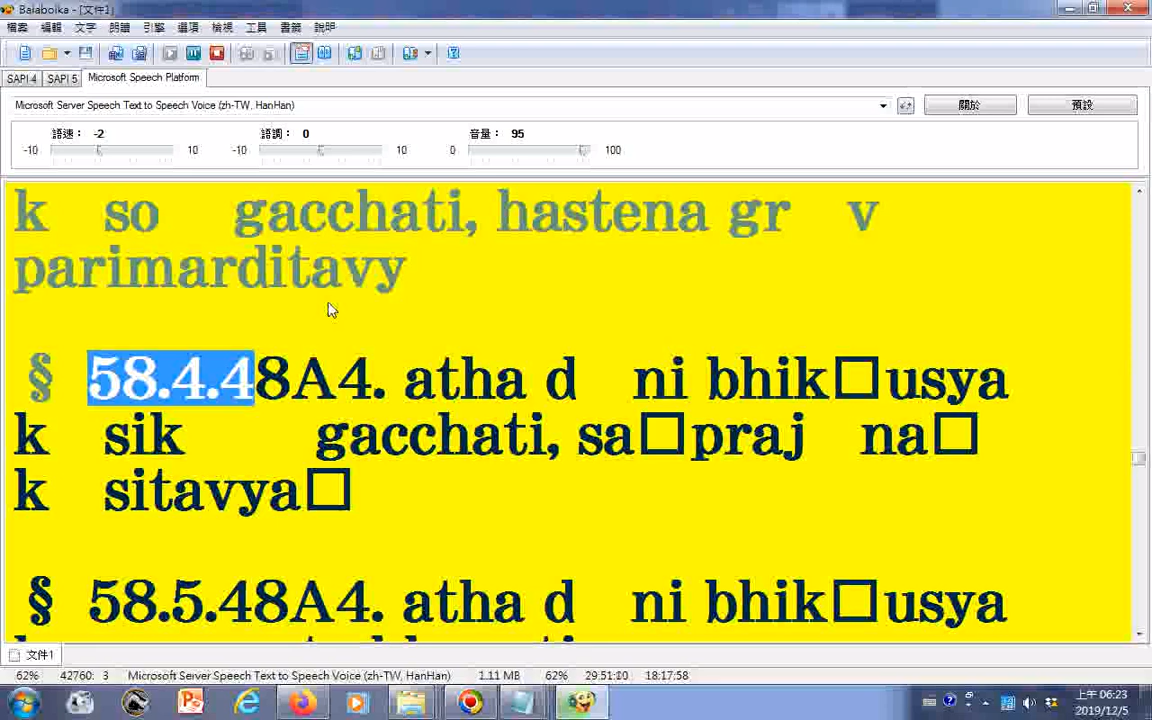 Balabolka - [文件1]
檔案 編輯 文字 朗讀 引擎 選項 檢視 工具 書籤 說明
SAPI 4 SAPI 5 Microsoft Speech Platform
Microsoft Server Speech Text to Speech Voice (zh-TW, HanHan) 關於 預設
語速： -2 語調： 0 音量： 95
-10 10 -10 10 0 100
k so gacchati, hastena gr v
parimarditavy
§ 58.4.48A4. atha d ni bhik□usya
k sik gacchati, sa□praj na□
k sitavya□
§ 58.5.48A4. atha d ni bhik□usya
文件1
62% 42760: 3 Microsoft Server Speech Text to Speech Voice (zh-TW, HanHan) 1.11 MB 62% 29:51:20 18:17:58
上午 06:23
2019/12/5